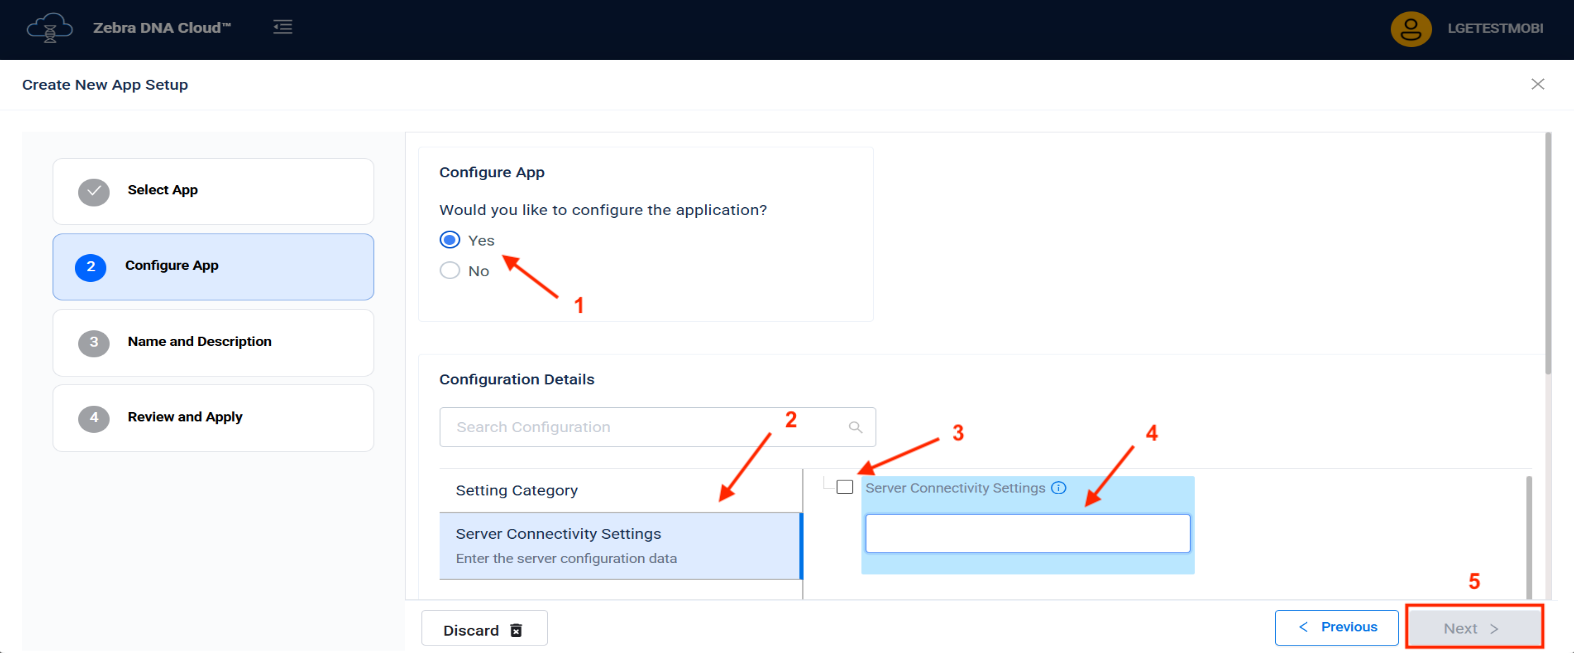 Zebra DNA Cloud™
LGETESTMOBI
Create New App Setup
Select App
2
Configure App
3
Name and Description
4
Review and Apply
Configure App
Would you like to configure the application?
Yes
No
1
Configuration Details
Search Configuration
2
3
4
Setting Category
Server Connectivity Settings
Enter the server configuration data
Server Connectivity Settings
5
Discard
< Previous
Next >